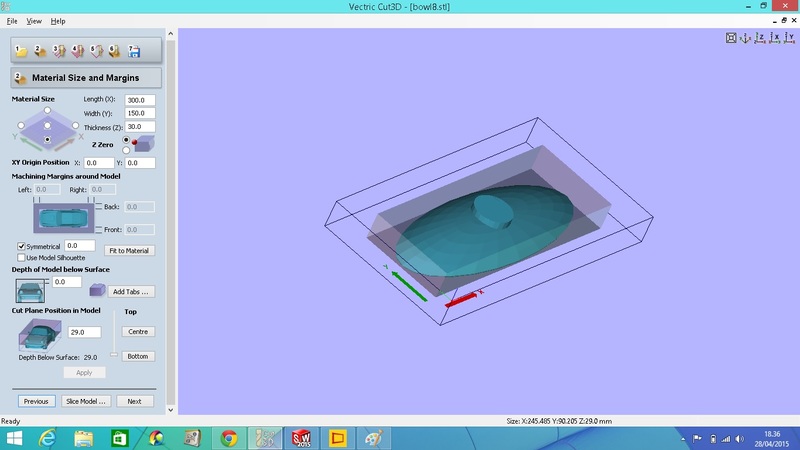 Vectric Cut3D - [bowl8.stl]
File View Help
1 2 3 4 5 6 7
2 Material Size and Margins
Material Size
Length (X): 300.0
Width (Y): 150.0
Thickness (Z): 30.0
Y X
Z Zero
XY Origin Position X: 0.0 Y: 0.0
Machining Margins around Model
Left: 0.0 Right: 0.0
Back: 0.0
Front: 0.0
Symmetrical 0.0
Fit to Material
Use Model Silhouette
Depth of Model below Surface
0.0
Add Tabs ...
Cut Plane Position in Model
Top
29.0
Centre
Depth Below Surface: 29.0
Bottom
Apply
Previous Slice Model ... Next
Z X Y
Y X
Ready
Size: X:245.485 Y:90.205 Z:29.0 mm
SW
2015
18.36
28/04/2015